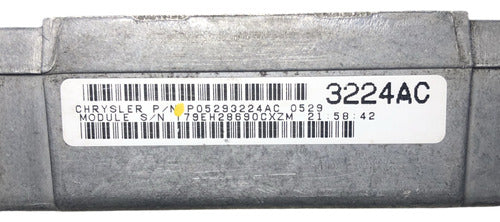 3224AC
CHRYSLER P/N P05293224AC 0529
MODULE S/N T79EH28690CXZM 21:58:42